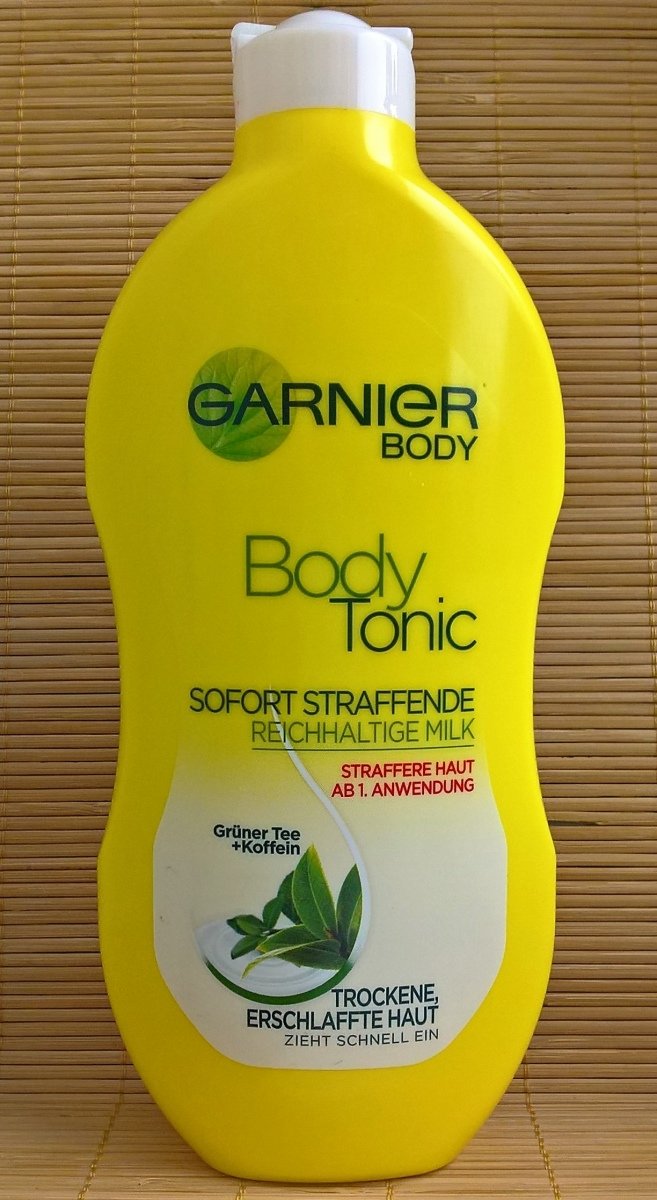 GARNIER
BODY
Body
Tonic
SOFORT STRAFFENDE
REICHHALTIGE MILK
STRAFFERE HAUT
AB 1. ANWENDUNG
Grüner Tee
+Koffein
TROCKENE,
ERSCHLAFFTE HAUT
ZIEHT SCHNELL EIN